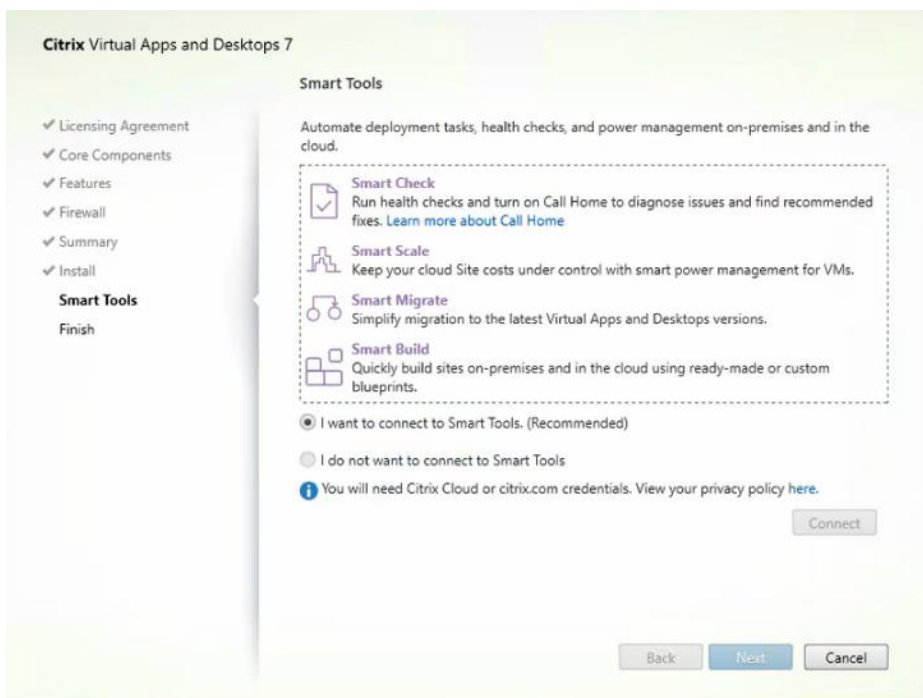 Citrix Virtual Apps and Desktops 7
Smart Tools
Licensing Agreement
Core Components
Features
Firewall
Summary
Install
Smart Tools
Finish
Automate deployment tasks, health checks, and power management on-premises and in the
cloud.
Smart Check
Run health checks and turn on Call Home to diagnose issues and find recommended
fixes. Learn more about Call Home
Smart Scale
Keep your cloud Site costs under control with smart power management for VMs.
Smart Migrate
Simplify migration to the latest Virtual Apps and Desktops versions.
Smart Build
Quickly build sites on-premises and in the cloud using ready-made or custom
blueprints.
I want to connect to Smart Tools. (Recommended)
I do not want to connect to Smart Tools
You will need Citrix Cloud or citrix.com credentials. View your privacy policy here.
Connect
Back Next Cancel